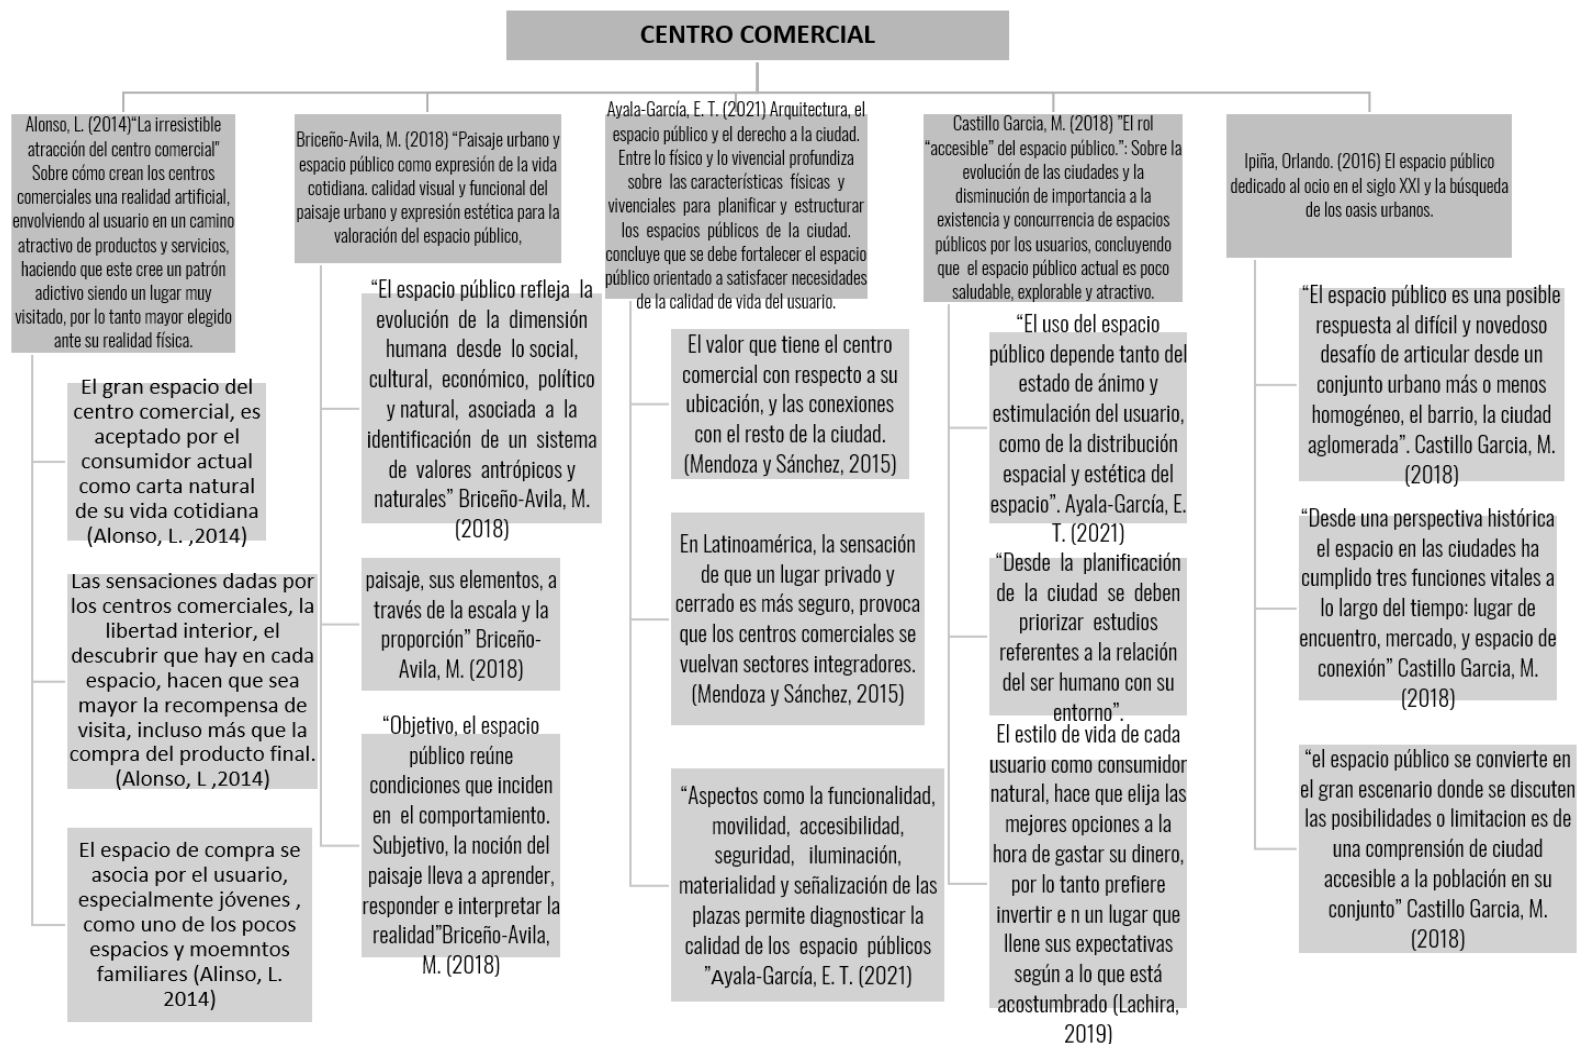 CENTRO COMERCIAL
Alonso, L. (2014)“La irresistible
atracción del centro comercial"
Sobre cómo crean los centros
comerciales una realidad artificial,
envolviendo al usuario en un camino
atractivo de productos y servicios,
haciendo que este cree un patrón
adictivo siendo un lugar muy
visitado, por lo tanto mayor elegido
ante su realidad física.
El gran espacio del
centro comercial, es
aceptado por el
consumidor actual
como carta natural
de su vida cotidiana
(Alonso, L. ,2014)
Las sensaciones dadas por
los centros comerciales, la
libertad interior, el
descubrir que hay en cada
espacio, hacen que sea
mayor la recompensa de
visita, incluso más que la
compra del producto final.
(Alonso, L ,2014)
El espacio de compra se
asocia por el usuario,
especialmente jóvenes ,
como uno de los pocos
espacios y moemntos
familiares (Alinso, L.
2014)
Briceño-Avila, M. (2018) “Paisaje urbano y
espacio público como expresión de la vida
cotidiana. calidad visual y funcional del
paisaje urbano y expresión estética para la
valoración del espacio público,
“El espacio público refleja la
evolución de la dimensión
humana desde lo social,
cultural, económico, político
y natural, asociada a la
identificación de un sistema
de valores antrópicos y
naturales” Briceño-Avila, M.
(2018)
paisaje, sus elementos, a
través de la escala y la
proporción” Briceño-
Avila, M. (2018)
“Objetivo, el espacio
público reúne
condiciones que inciden
en el comportamiento.
Subjetivo, la noción del
paisaje lleva a aprender,
responder e interpretar la
realidad”Briceño-Avila,
M. (2018)
Ayala-García, E. T. (2021) Arquitectura, el
espacio público y el derecho a la ciudad.
Entre lo físico y lo vivencial profundiza
sobre las características físicas y
vivenciales para planificar y estructurar
los espacios públicos de la ciudad.
concluye que se debe fortalecer el espacio
público orientado a satisfacer necesidades
de la calidad de vida del usuario.
El valor que tiene el centro
comercial con respecto a su
ubicación, y las conexiones
con el resto de la ciudad.
(Mendoza y Sánchez, 2015)
En Latinoamérica, la sensación
de que un lugar privado y
cerrado es más seguro, provoca
que los centros comerciales se
vuelvan sectores integradores.
(Mendoza y Sánchez, 2015)
“Aspectos como la funcionalidad,
movilidad, accesibilidad,
seguridad, iluminación,
materialidad y señalización de las
plazas permite diagnosticar la
calidad de los espacio públicos
”Ayala-García, E. T. (2021)
Castillo Garcia, M. (2018) ”El rol
“accesible” del espacio público.”: Sobre la
evolución de las ciudades y la
disminución de importancia a la
existencia y concurrencia de espacios
públicos por los usuarios, concluyendo
que el espacio público actual es poco
saludable, explorable y atractivo.
“El uso del espacio
público depende tanto del
estado de ánimo y
estimulación del usuario,
como de la distribución
espacial y estética del
espacio”. Ayala-García, E.
T. (2021)
“Desde la planificación
de la ciudad se deben
priorizar estudios
referentes a la relación
del ser humano con su
entorno”.
El estilo de vida de cada
usuario como consumidor
natural, hace que elija las
mejores opciones a la
hora de gastar su dinero,
por lo tanto prefiere
invertir e n un lugar que
llene sus expectativas
según a lo que está
acostumbrado (Lachira,
2019)
Ipiña, Orlando. (2016) El espacio público
dedicado al ocio en el siglo XXI y la búsqueda
de los oasis urbanos.
“El espacio público es una posible
respuesta al difícil y novedoso
desafío de articular desde un
conjunto urbano más o menos
homogéneo, el barrio, la ciudad
aglomerada”. Castillo Garcia, M.
(2018)
“Desde una perspectiva histórica
el espacio en las ciudades ha
cumplido tres funciones vitales a
lo largo del tiempo: lugar de
encuentro, mercado, y espacio de
conexión” Castillo Garcia, M.
(2018)
“el espacio público se convierte en
el gran escenario donde se discuten
las posibilidades o limitacion es de
una comprensión de ciudad
accesible a la población en su
conjunto” Castillo Garcia, M.
(2018)